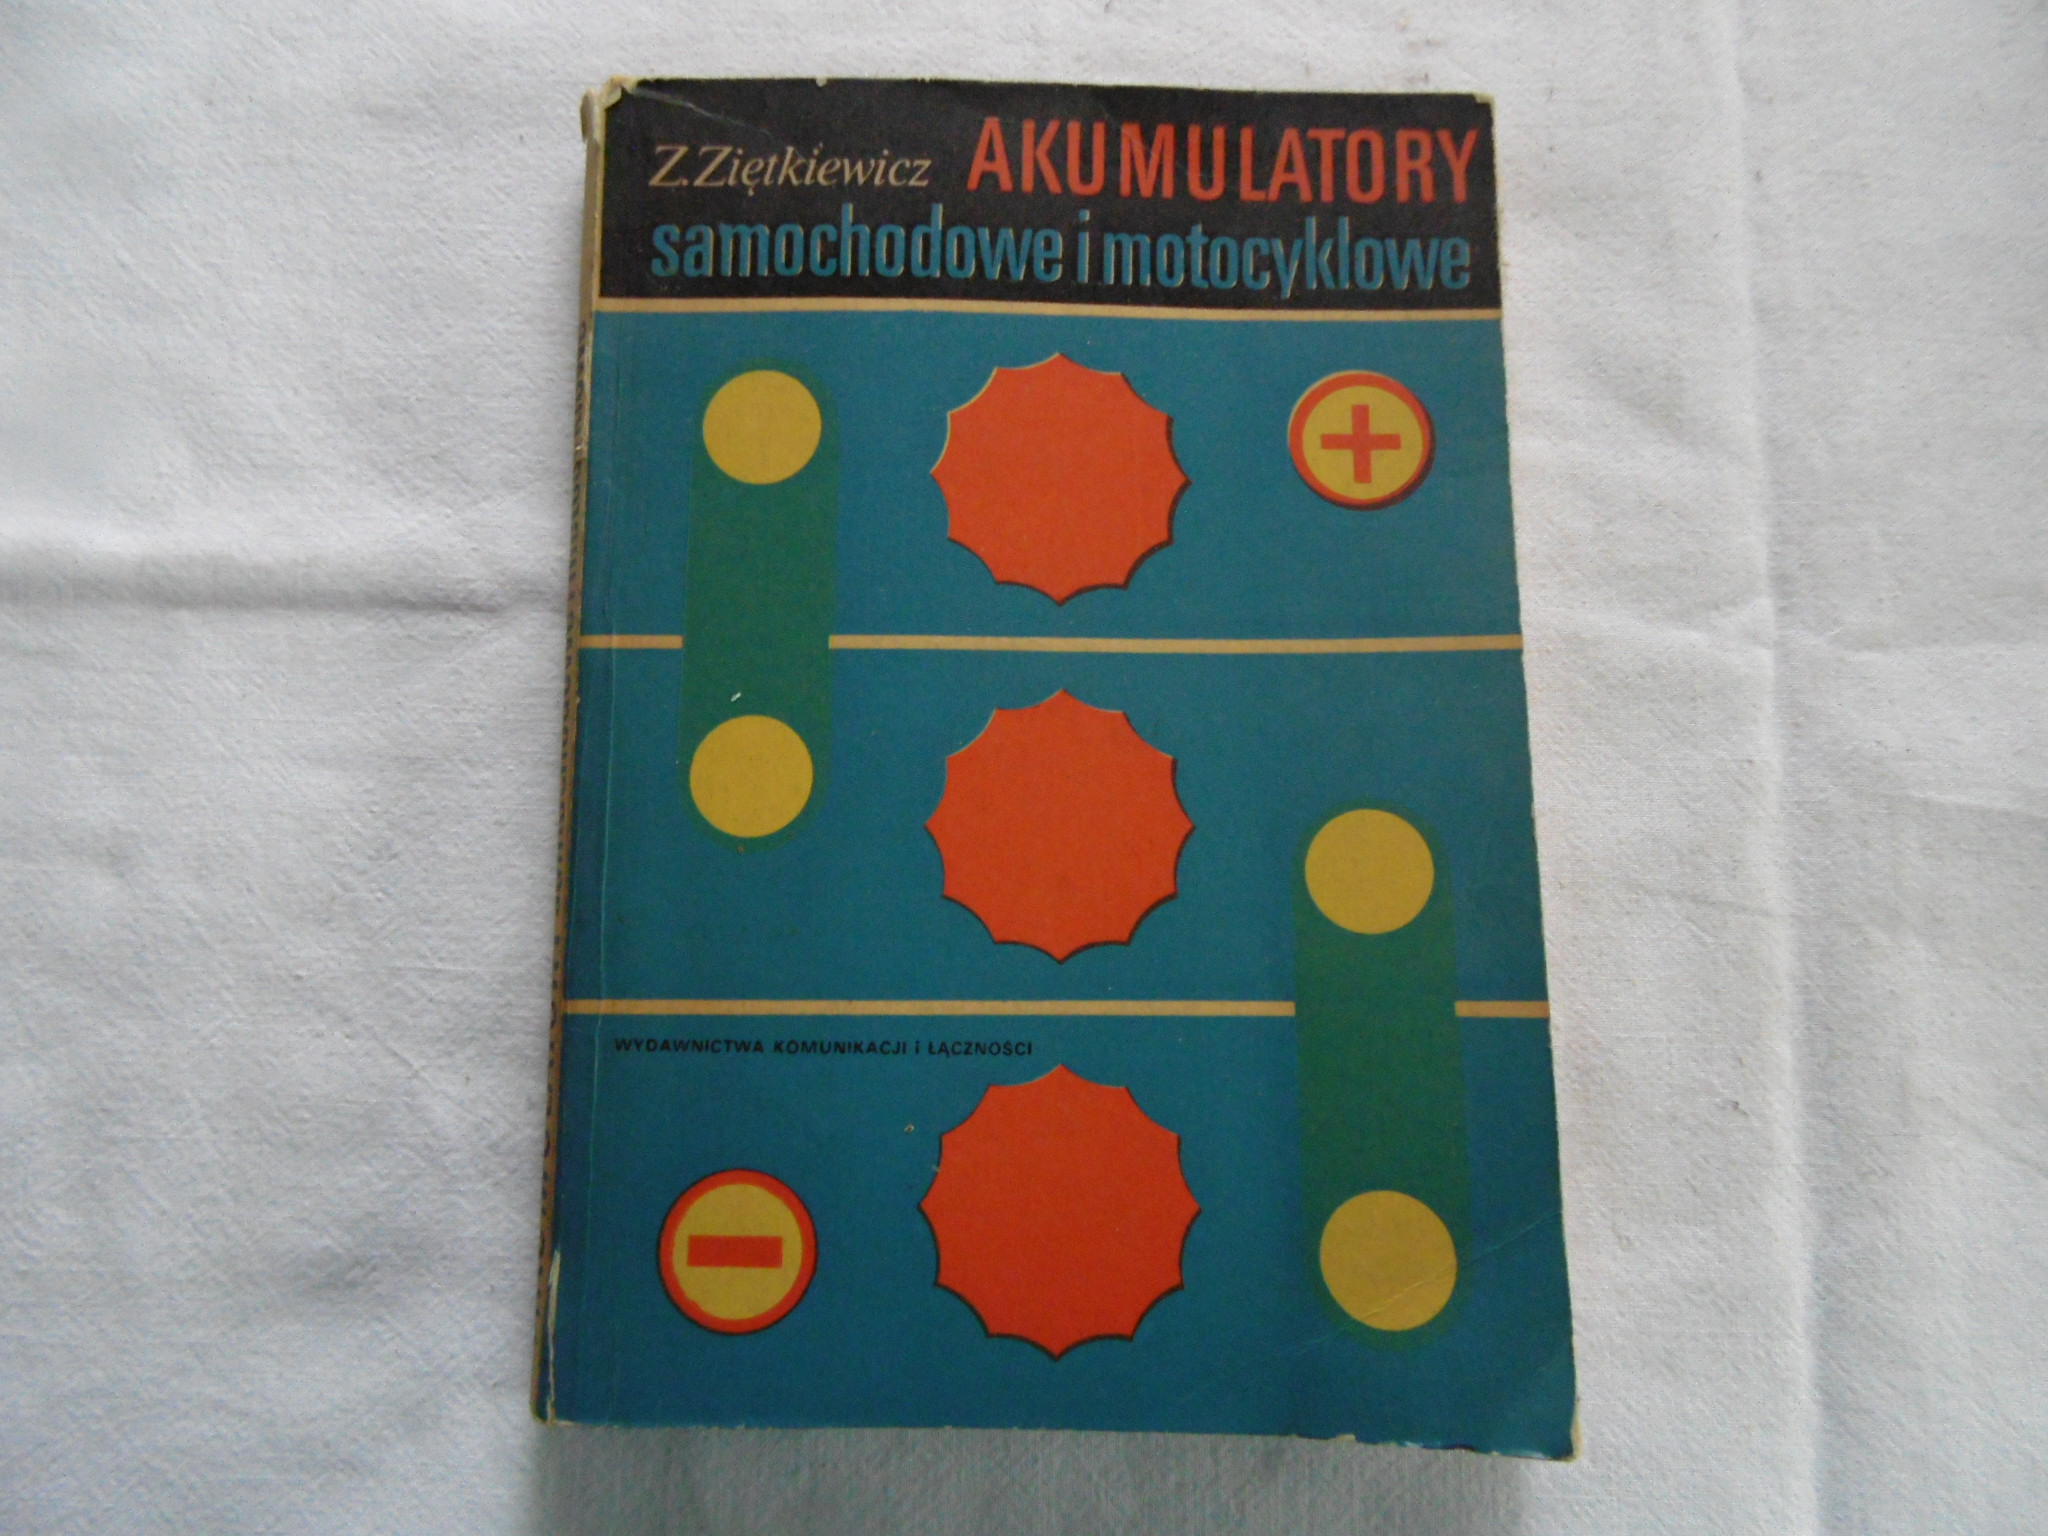 Z. Ziętkiewicz AKUMULATORY
samochodowe i motocyklowe
+
WYDAWNICTWA KOMUNIKACJI i ŁĄCZNOŚCI
-